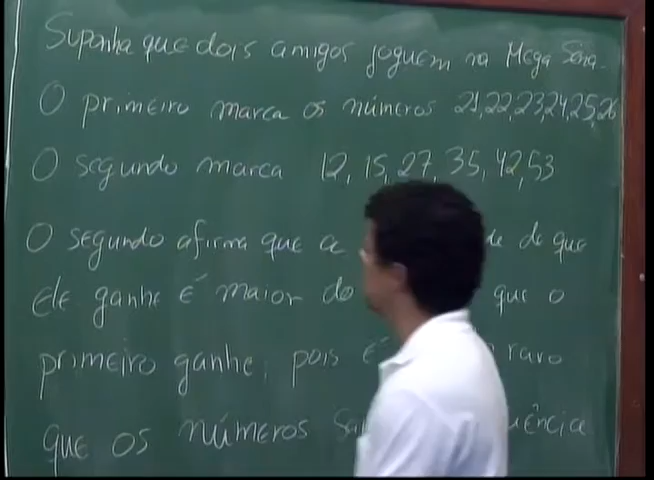 Suponha que dois amigos joguem na Mega Sena.
O primeiro marca os números 21,22,23,24,25,26
O segundo marca 12, 15, 27, 35, 42, 53
O segundo afirma que a de que
ele ganhe é maior do que o
primeiro ganhe, pois é raro
que os números